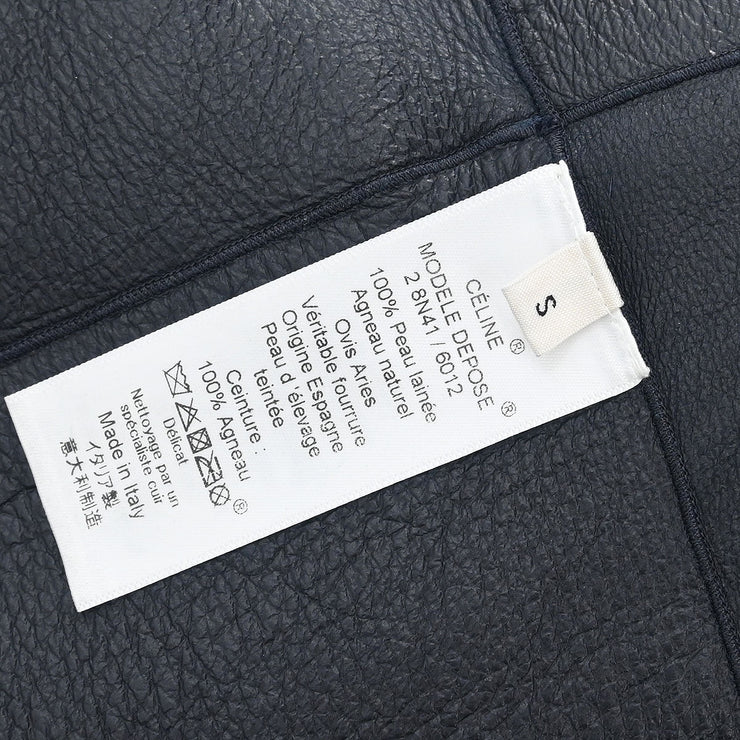 S
CÉLINE ®
MODELE DEPOSE ®
2 8N41 / 6012
100% Peau lainée
Agneau naturel
Ovis Aries
Véritable fourrure
Origine Espagne
Peau d'élevage
teintée
Ceinture :
100% Agneau
®
Délicat
Nettoyage par un
spécialiste cuir
Made in Italy
イタリア製
意大利制造